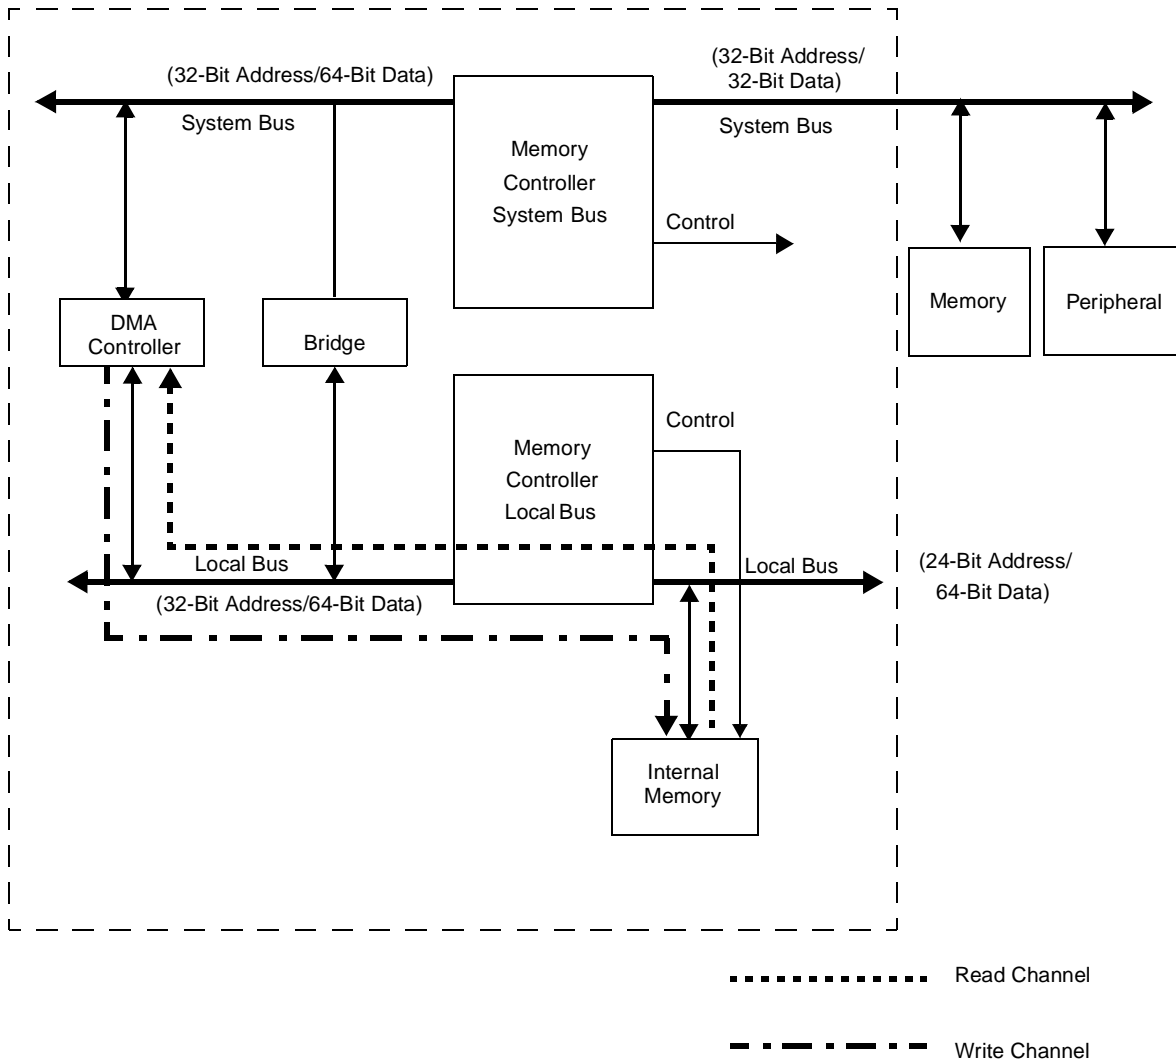 (32-Bit Address/64-Bit Data)
System Bus
(32-Bit Address/
32-Bit Data)
System Bus
Memory
Controller
System Bus
Control
DMA
Controller
Bridge
Memory
Peripheral
Memory
Controller
Local Bus
Control
Local Bus
(32-Bit Address/64-Bit Data)
Local Bus
(24-Bit Address/
64-Bit Data)
Internal
Memory
Read Channel
Write Channel